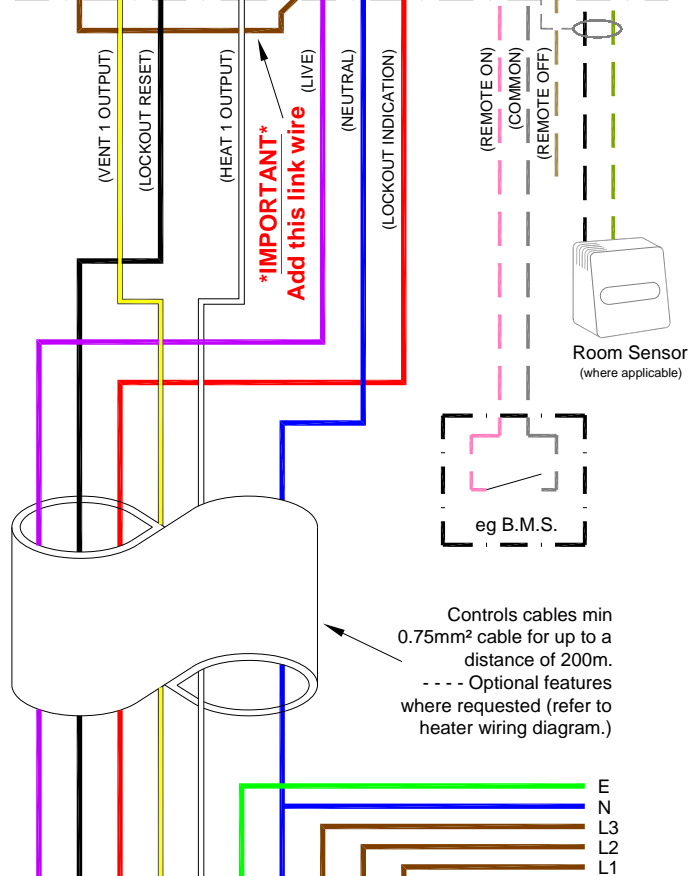 (VENT 1 OUTPUT)
(LOCKOUT RESET)
(HEAT 1 OUTPUT)
*IMPORTANT*
Add this link wire
(LIVE)
(NEUTRAL)
(LOCKOUT INDICATION)
(REMOTE ON)
(COMMON)
(REMOTE OFF)
Room Sensor
(where applicable)
eg B.M.S.
Controls cables min
0.75mm² cable for up to a
distance of 200m.
- - - - Optional features
where requested (refer to
heater wiring diagram.)
E
N
L3
L2
L1